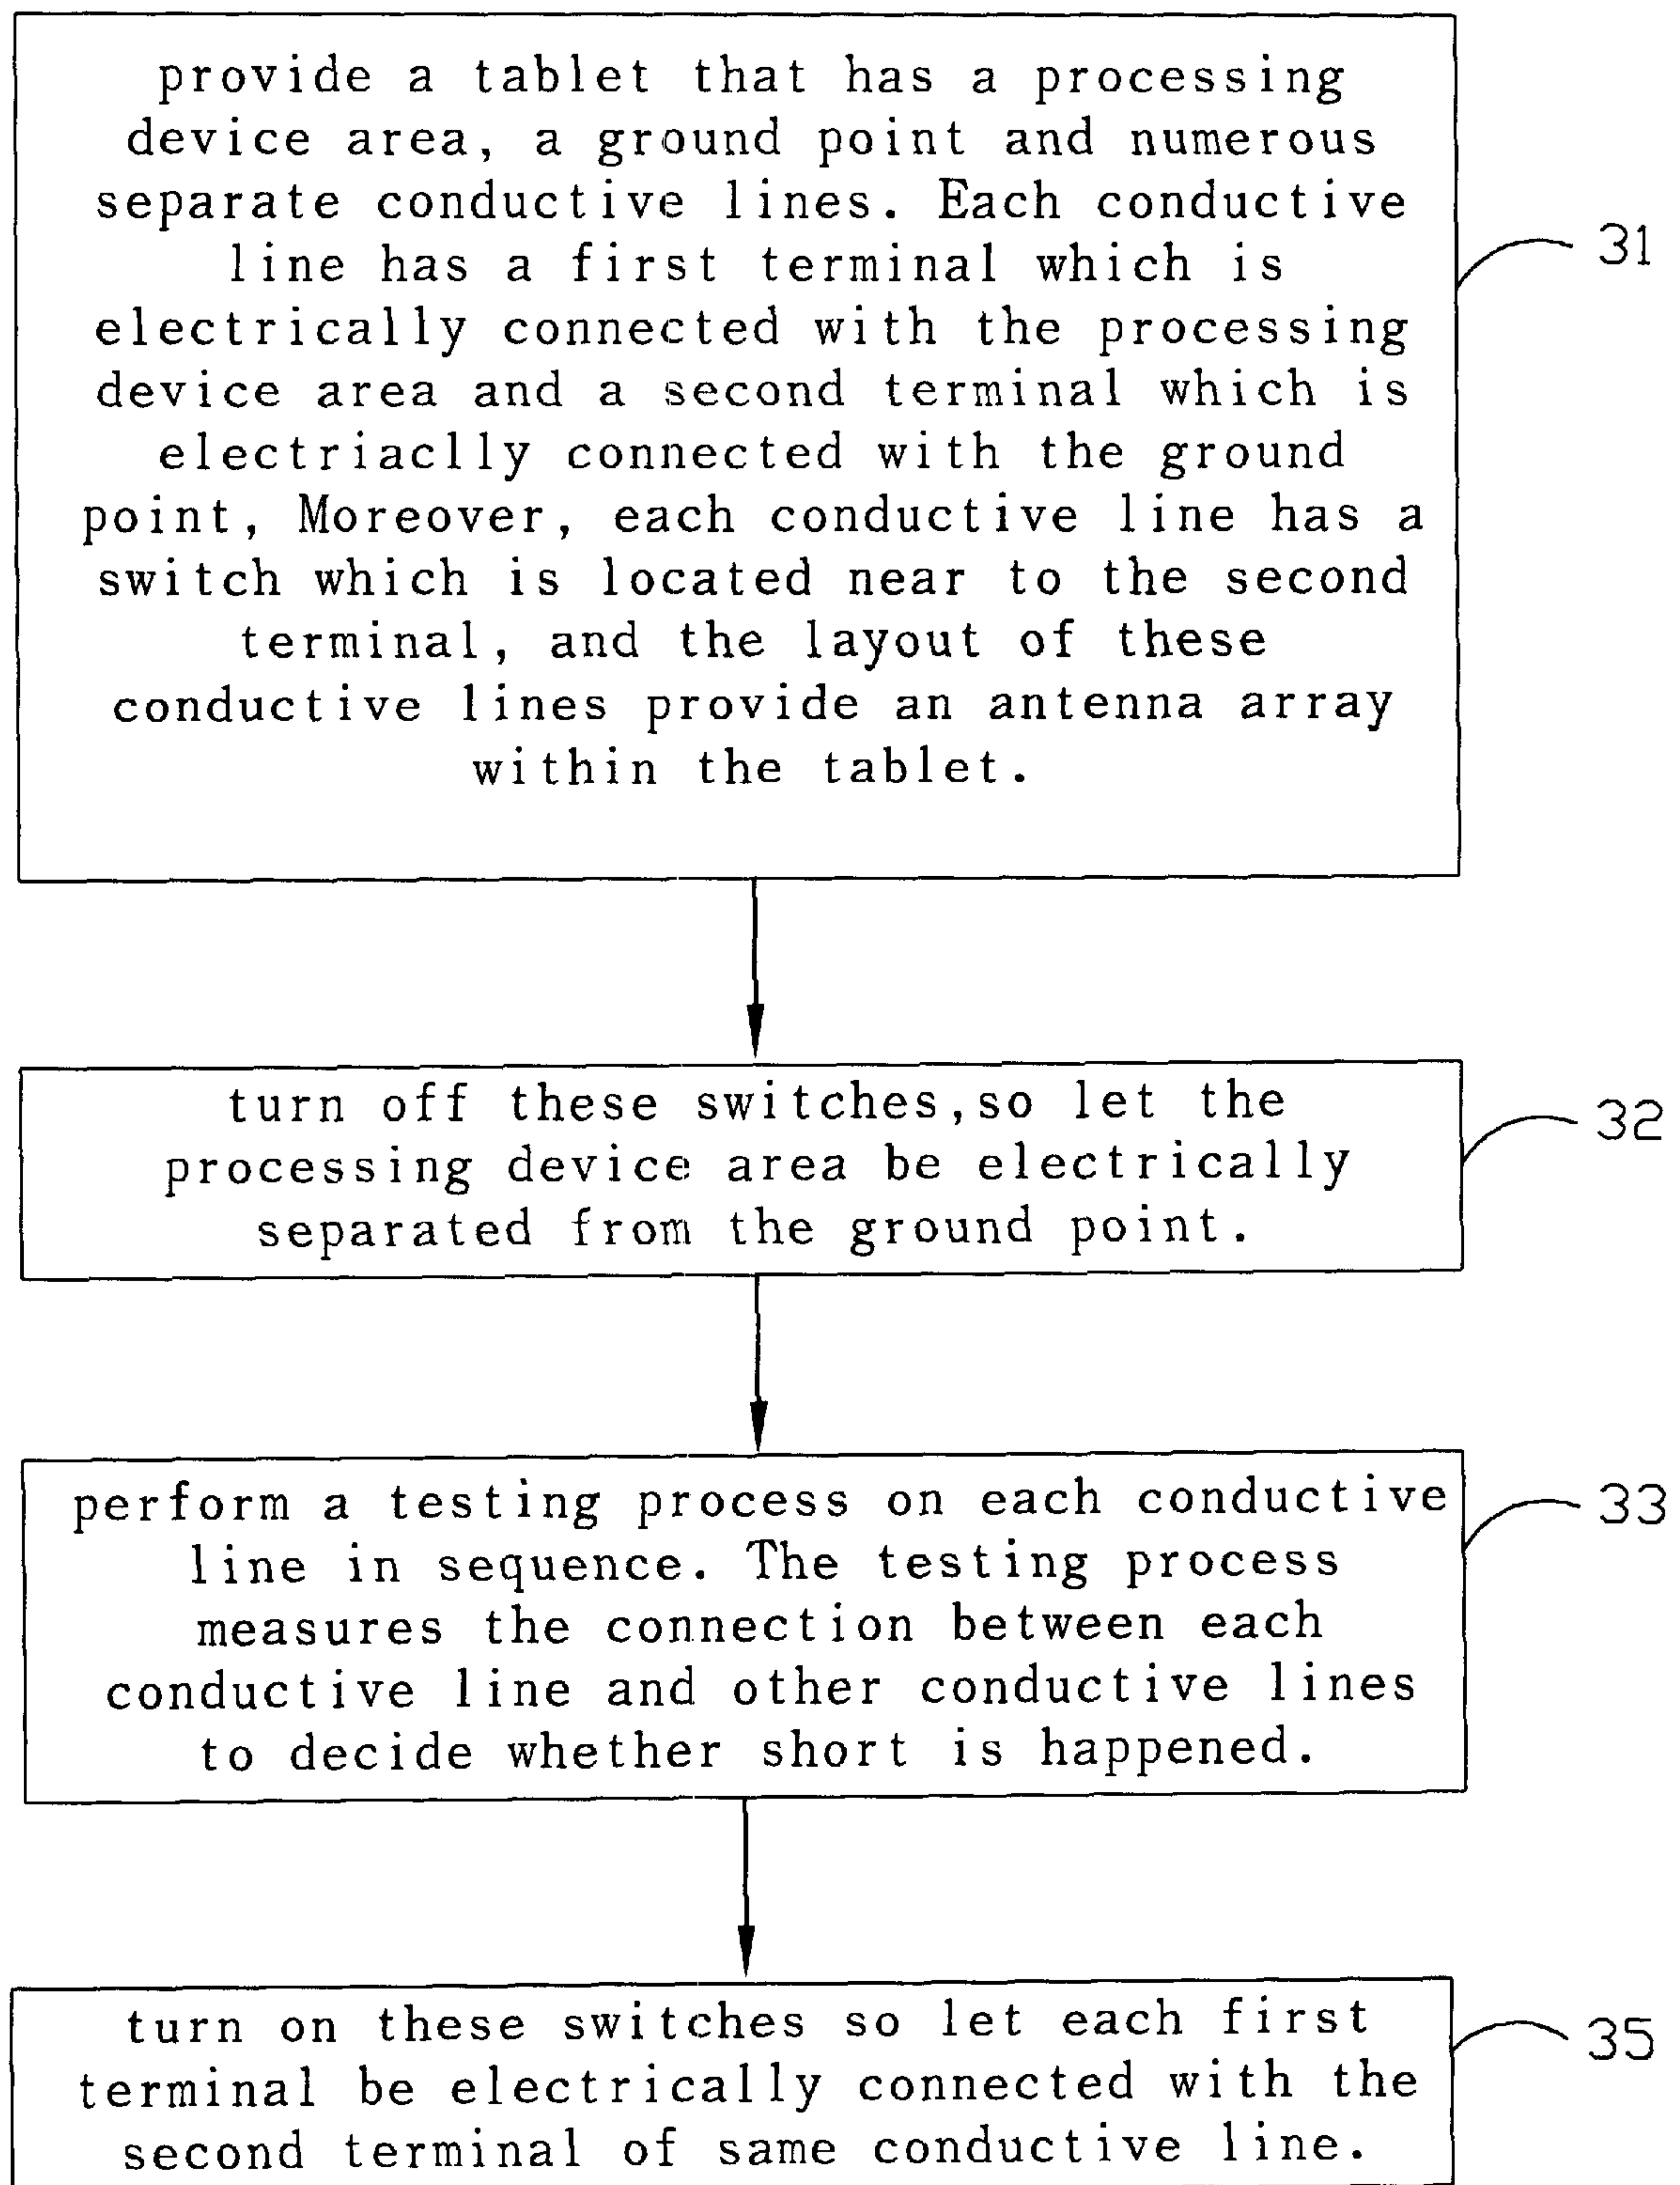 provide a tablet that has a processing
device area, a ground point and numerous
separate conductive lines. Each conductive
line has a first terminal which is
electrically connected with the processing
device area and a second terminal which is
electriaclly connected with the ground
point, Moreover, each conductive line has a
switch which is located near to the second
terminal, and the layout of these
conductive lines provide an antenna array
within the tablet.
31
turn off these switches,so let the
processing device area be electrically
separated from the ground point.
32
perform a testing process on each conductive
line in sequence. The testing process
measures the connection between each
conductive line and other conductive lines
to decide whether short is happened.
33
turn on these switches so let each first
terminal be electrically connected with the
second terminal of same conductive line.
35